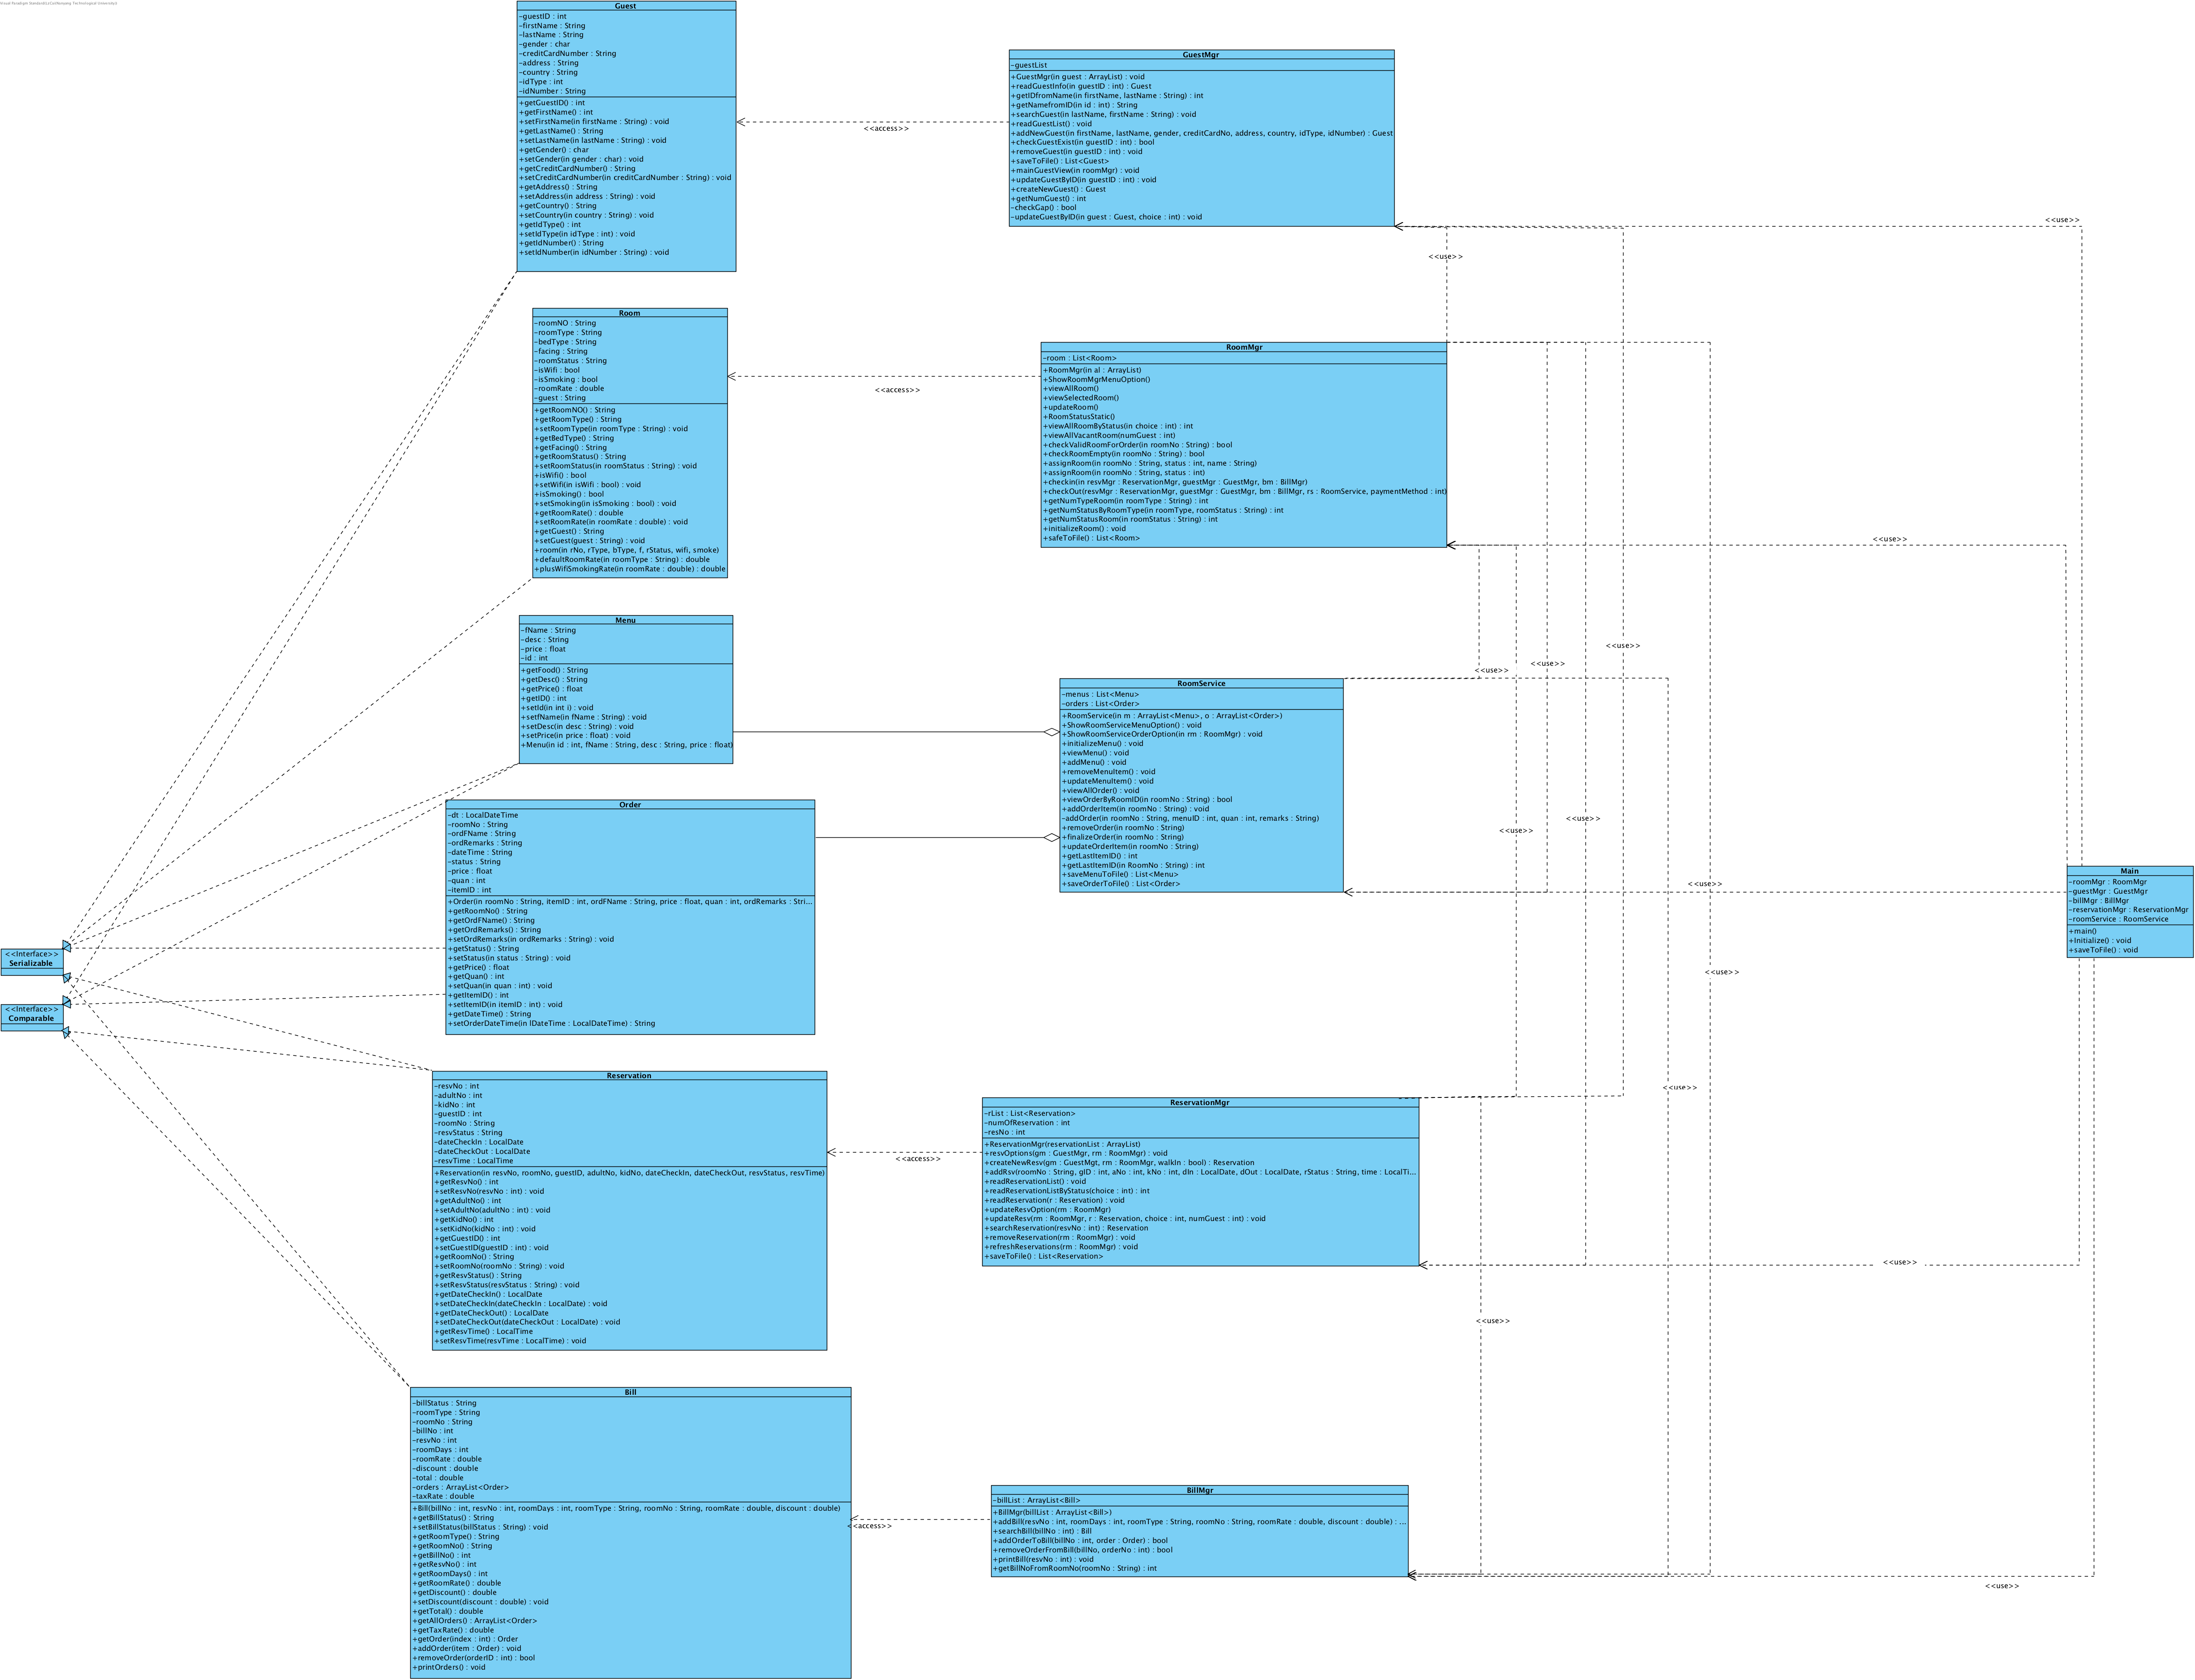 Visual Paradigm Standard(LeeCat(Nanyang Technological University))
Guest
-guestID : int
-firstName : String
-lastName : String
-gender : char
-creditCardNumber : String
-address : String
-country : String
-idType : int
-idNumber : String
+getGuestID() : int
+getFirstName() : int
+setFirstName(in firstName : String) : void
+getLastName() : String
+setLastName(in lastName : String) : void
+getGender() : char
+setGender(in gender : char) : void
+getCreditCardNumber() : String
+setCreditCardNumber(in creditCardNumber : String) : void
+getAddress() : String
+setAddress(in address : String) : void
+getCountry() : String
+setCountry(in country : String) : void
+getIdType() : int
+setIdType(in idType : int) : void
+getIdNumber() : String
+setIdNumber(in idNumber : String) : void
GuestMgr
-guestList
+GuestMgr(in guest : ArrayList) : void
+readGuestInfo(in guestID : int) : Guest
+getIDfromName(in firstName, lastName : String) : int
+getNamefromID(in id : int) : String
+searchGuest(in lastName, firstName : String) : void
+readGuestList() : void
+addNewGuest(in firstName, lastName, gender, creditCardNo, address, country, idType, idNumber) : Guest
+checkGuestExist(in guestID : int) : bool
+removeGuest(in guestID : int) : void
+saveToFile() : List<Guest>
+mainGuestView(in roomMgr) : void
+updateGuestByID(in guestID : int) : void
+createNewGuest() : Guest
+getNumGuest() : int
-checkGap() : bool
-updateGuestByID(in guest : Guest, choice : int) : void
<<access>>
<<use>>
<<use>>
Room
-roomNO : String
-roomType : String
-bedType : String
-facing : String
-roomStatus : String
-isWifi : bool
-isSmoking : bool
-roomRate : double
-guest : String
+getRoomNO() : String
+getRoomType() : String
+setRoomType(in roomType : String) : void
+getBedType() : String
+getFacing() : String
+getRoomStatus() : String
+setRoomStatus(in roomStatus : String) : void
+isWifi() : bool
+setWifi(in isWifi : bool) : void
+isSmoking() : bool
+setSmoking(in isSmoking : bool) : void
+getRoomRate() : double
+setRoomRate(in roomRate : double) : void
+getGuest() : String
+setGuest(guest : String) : void
+room(in rNo, rType, bType, f, rStatus, wifi, smoke)
+defaultRoomRate(in roomType : String) : double
+plusWifiSmokingRate(in roomRate : double) : double
<<access>>
RoomMgr
-room : List<Room>
+RoomMgr(in al : ArrayList)
+ShowRoomMgrMenuOption()
+viewAllRoom()
+viewSelectedRoom()
+updateRoom()
+RoomStatusStatic()
+viewAllRoomByStatus(in choice : int) : int
+viewAllVacantRoom(numGuest : int)
+checkValidRoomForOrder(in roomNo : String) : bool
+checkRoomEmpty(in roomNo : String) : bool
+assignRoom(in roomNo : String, status : int, name : String)
+assignRoom(in roomNo : String, status : int)
+checkin(in resvMgr : ReservationMgr, guestMgr : GuestMgr, bm : BillMgr)
+checkOut(resvMgr : ReservationMgr, guestMgr : GuestMgr, bm : BillMgr, rs : RoomService, paymentMethod : int)
+getNumTypeRoom(in roomType : String) : int
+getNumStatusByRoomType(in roomType, roomStatus : String) : int
+getNumStatusRoom(in roomStatus : String) : int
+initializeRoom() : void
+safeToFile() : List<Room>
<<use>>
Menu
-fName : String
-desc : String
-price : float
-id : int
+getFood() : String
+getDesc() : String
+getPrice() : float
+getID() : int
+setId(in int i) : void
+setfName(in fName : String) : void
+setDesc(in desc : String) : void
+setPrice(in price : float) : void
+Menu(in id : int, fName : String, desc : String, price : float)
<<use>>
<<use>>
<<use>>
RoomService
-menus : List<Menu>
-orders : List<Order>
+RoomService(in m : ArrayList<Menu>, o : ArrayList<Order>)
+ShowRoomServiceMenuOption() : void
+ShowRoomServiceOrderOption(in rm : RoomMgr) : void
+initializeMenu() : void
+viewMenu() : void
+addMenu() : void
+removeMenuItem() : void
+updateMenuItem() : void
+viewAllOrder() : void
+viewOrderByRoomID(in roomNo : String) : bool
+addOrderItem(in roomNo : String) : void
-addOrder(in roomNo : String, menuID : int, quan : int, remarks : String)
+removeOrder(in roomNo : String)
+finalizeOrder(in roomNo : String)
+updateOrderItem(in roomNo : String)
+getLastItemID() : int
+getLastItemID(in RoomNo : String) : int
+saveMenuToFile() : List<Menu>
+saveOrderToFile() : List<Order>
<<use>>
<<use>>
<<use>>
Order
-dt : LocalDateTime
-roomNo : String
-ordFName : String
-ordRemarks : String
-dateTime : String
-status : String
-price : float
-quan : int
-itemID : int
+Order(in roomNo : String, itemID : int, ordFName : String, price : float, quan : int, ordRemarks : Stri...
+getRoomNo() : String
+getOrdFName() : String
+getOrdRemarks() : String
+setOrdRemarks(in ordRemarks : String) : void
+getStatus() : String
+setStatus(in status : String) : void
+getPrice() : float
+getQuan() : int
+setQuan(in quan : int) : void
+getItemID() : int
+setItemID(in itemID : int) : void
+getDateTime() : String
+setOrderDateTime(in lDateTime : LocalDateTime) : String
Main
-roomMgr : RoomMgr
-guestMgr : GuestMgr
-billMgr : BillMgr
-reservationMgr : ReservationMgr
-roomService : RoomService
+main()
+Initialize() : void
+saveToFile() : void
<<Interface>>
Serializable
<<Interface>>
Comparable
<<use>>
<<use>>
Reservation
-resvNo : int
-adultNo : int
-kidNo : int
-guestID : int
-roomNo : String
-resvStatus : String
-dateCheckIn : LocalDate
-dateCheckOut : LocalDate
-resvTime : LocalTime
+Reservation(in resvNo, roomNo, guestID, adultNo, kidNo, dateCheckIn, dateCheckOut, resvStatus, resvTime)
+getResvNo() : int
+setResvNo(resvNo : int) : void
+getAdultNo() : int
+setAdultNo(adultNo : int) : void
+getKidNo() : int
+setKidNo(kidNo : int) : void
+getGuestID() : int
+setGuestID(guestID : int) : void
+getRoomNo() : String
+setRoomNo(roomNo : String) : void
+getResvStatus() : String
+setResvStatus(resvStatus : String) : void
+getDateCheckIn() : LocalDate
+setDateCheckIn(dateCheckIn : LocalDate) : void
+getDateCheckOut() : LocalDate
+setDateCheckOut(dateCheckOut : LocalDate) : void
+getResvTime() : LocalTime
+setResvTime(resvTime : LocalTime) : void
<<access>>
ReservationMgr
-rList : List<Reservation>
-numOfReservation : int
-resNo : int
+ReservationMgr(reservationList : ArrayList)
+resvOptions(gm : GuestMgr, rm : RoomMgr) : void
+createNewResv(gm : GuestMgt, rm : RoomMgr, walkIn : bool) : Reservation
+addRsv(roomNo : String, gID : int, aNo : int, kNo : int, dIn : LocalDate, dOut : LocalDate, rStatus : String, time : LocalTi...
+readReservationList() : void
+readReservationListByStatus(choice : int) : int
+readReservation(r : Reservation) : void
+updateResvOption(rm : RoomMgr)
+updateResv(rm : RoomMgr, r : Reservation, choice : int, numGuest : int) : void
+searchReservation(resvNo : int) : Reservation
+removeReservation(rm : RoomMgr) : void
+refreshReservations(rm : RoomMgr) : void
+saveToFile() : List<Reservation>
<<use>>
<<use>>
Bill
-billStatus : String
-roomType : String
-roomNo : String
-billNo : int
-resvNo : int
-roomDays : int
-roomRate : double
-discount : double
-total : double
-orders : ArrayList<Order>
-taxRate : double
+Bill(billNo : int, resvNo : int, roomDays : int, roomType : String, roomNo : String, roomRate : double, discount : double)
+getBillStatus() : String
+setBillStatus(billStatus : String) : void
+getRoomType() : String
+getRoomNo() : String
+getBillNo() : int
+getResvNo() : int
+getRoomDays() : int
+getRoomRate() : double
+getDiscount() : double
+setDiscount(discount : double) : void
+getTotal() : double
+getAllOrders() : ArrayList<Order>
+getTaxRate() : double
+getOrder(index : int) : Order
+addOrder(item : Order) : void
+removeOrder(orderID : int) : bool
+printOrders() : void
<<access>>
BillMgr
-billList : ArrayList<Bill>
+BillMgr(billList : ArrayList<Bill>)
+addBill(resvNo : int, roomDays : int, roomType : String, roomNo : String, roomRate : double, discount : double) : ...
+searchBill(billNo : int) : Bill
+addOrderToBill(billNo : int, order : Order) : bool
+removeOrderFromBill(billNo, orderNo : int) : bool
+printBill(resvNo : int) : void
+getBillNoFromRoomNo(roomNo : String) : int
<<use>>